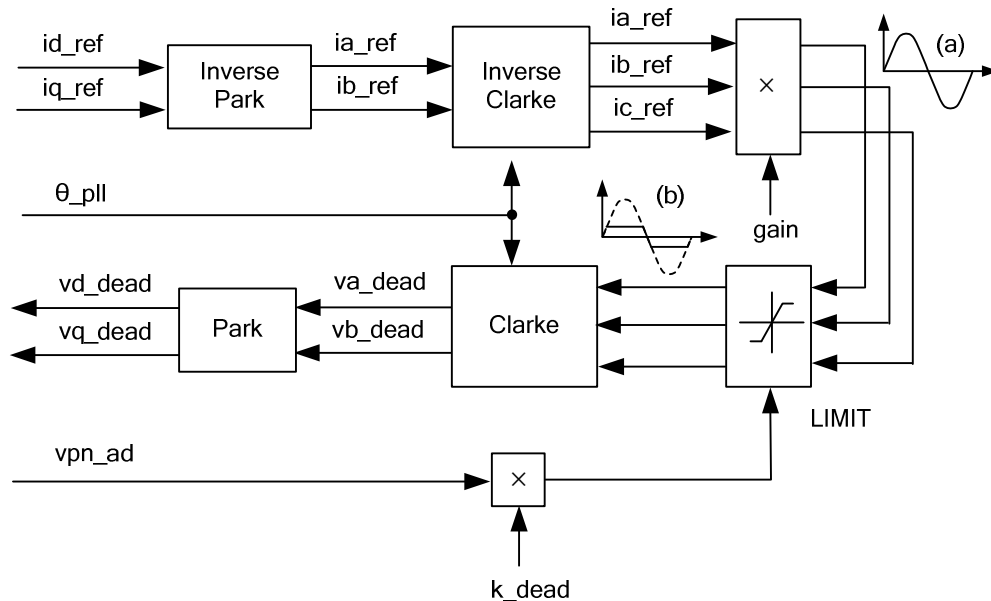 id_ref
iq_ref
Inverse
Park
ia_ref
ib_ref
Inverse
Clarke
ia_ref
ib_ref
ic_ref
×
(a)
θ_pll
(b)
gain
vd_dead
vq_dead
Park
va_dead
vb_dead
Clarke
LIMIT
vpn_ad
×
k_dead